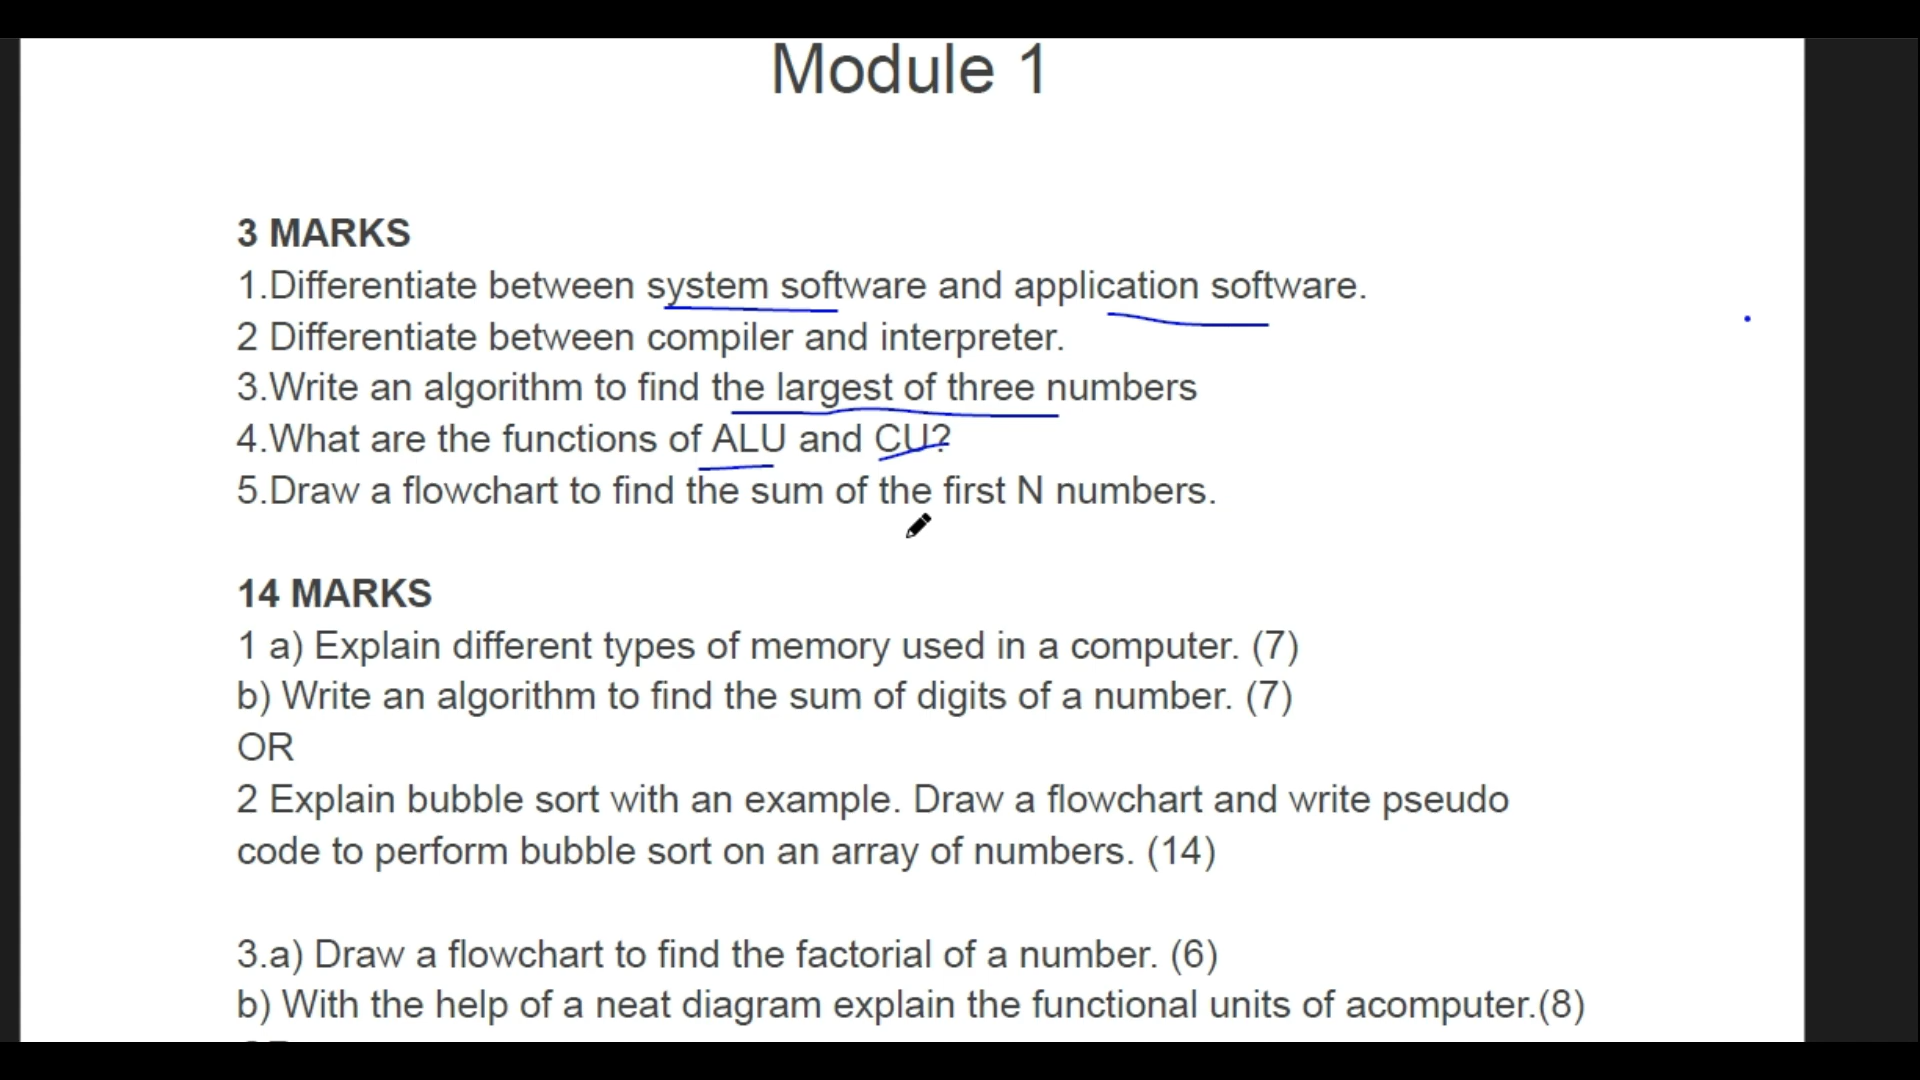 Module 1
3 MARKS
1.Differentiate between system software and application software.
2 Differentiate between compiler and interpreter.
3.Write an algorithm to find the largest of three numbers
4.What are the functions of ALU and CU?
5.Draw a flowchart to find the sum of the first N numbers.
14 MARKS
1 a) Explain different types of memory used in a computer. (7)
b) Write an algorithm to find the sum of digits of a number. (7)
OR
2 Explain bubble sort with an example. Draw a flowchart and write pseudo
code to perform bubble sort on an array of numbers. (14)
3.a) Draw a flowchart to find the factorial of a number. (6)
b) With the help of a neat diagram explain the functional units of acomputer.(8)